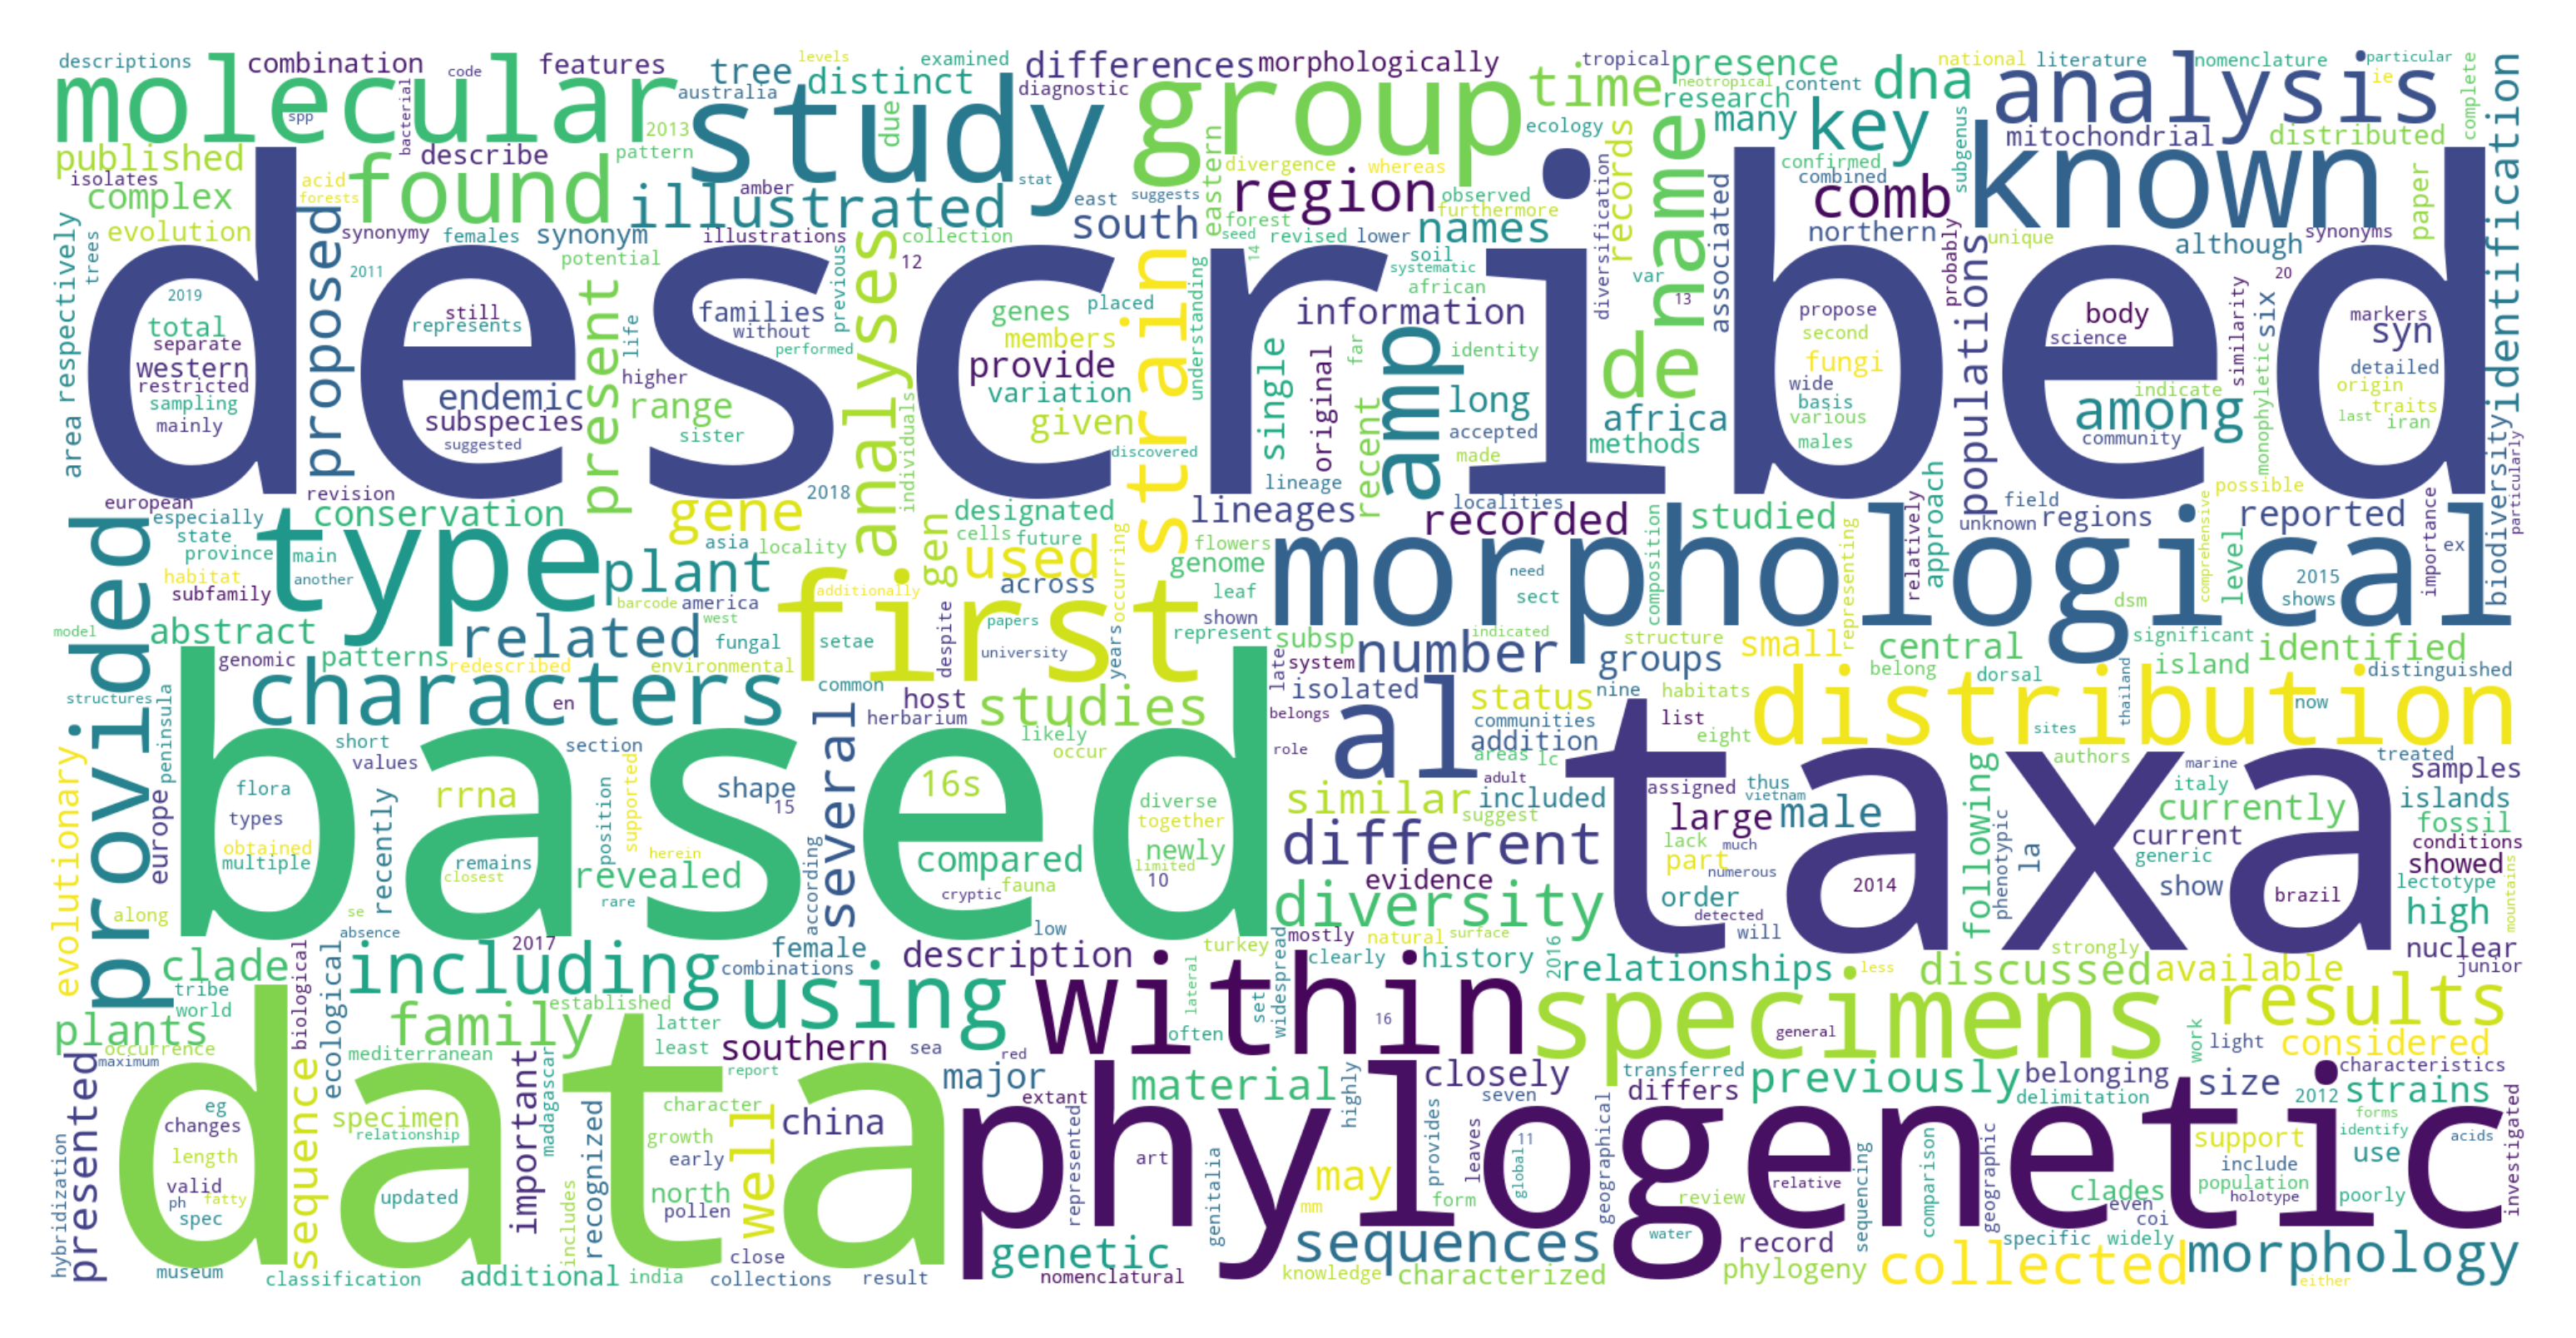 descriptions combination code features tree levels examined differences morphologically tropical presence national literature nomenclature particular
molecular spp bacterial australia distinct study diagnostic group time neotropical content dna analysis ie complete
2013 due ecology research many key mitochondrial distributed identification
published describe pattern eastern divergence whereas records name confirmed combined subgenus known
isolates acid found amber stat suggests region observed diversification associated comb
complex forests illustrated east furthermore unique although synonyms paper
evolution proposed synonymy females synonym illustrations analyses collection south forest seed revised lower names northern probably populations
respectively trees 2011 potential previous 12 strain 14 soil systematic african var 13 similarity 20
described
2019 still families genes placed information de propose body six markers
total represents without members provide amp identity second science syn
separate present life performed understanding single far fungi monophyletic detailed
western endemic higher variation original long wide indicate origin
restricted subspecies range given recent africa basis among traits
sampling suggested sister individuals discovered accepted methods various community last iran
mainly area lineage made males biodiversity particularly
european revision 2018 designated lineages localities recorded studied relatively approach field possible
especially conservation gene cells future composition unknown regions level reported importance ex
state type asia locality gen used flowers morphological representing comprehensive
province main plant occurring genome need 2015
habitat another first additionally across leaf sect dsm shows
provided subfamily barcode america
model abstract related west fungal setae despite papers years shown represent subsp indicated structure small central significant identified
genomic patterns redescribed environmental university late system number groups belong island distinguished
structures peninsula characters en common host studies isolated al status nine habitats dorsal distribution thailand now
based herbarium belongs communities list sites
evolutionary short section several likely occur role addition areas lc eight taxa following authors treated
values 16s adult assigned thus marine samples
europe flora rrna shape diverse similar included vietnam italy islands
types 15 together suggest large male currently
recently obtained supported compared newly different lack much current fossil
multiple remains reposition herein limited part numerous generic conditions
closest revealed cryptic fauna 10 evidence 2014 la show showed
along se rare according diversity order phenotypic brazil lectotype mountains
absence 2017 female low turkey mostly natural surface detected will strongly high
clade including combinations description clearly history 2016 relationships less discussed available nuclear
tribe ecological biological established using lateral set widespread within specimens junior
world data family latter often 16 general work results
plants occurrence mediterranean least southern sea red light considered
maximum sequence important madagascar report major material highly closely transferred previously belonging size characteristics
presented eg specimen character well extant seven differs delimitation 2012 strains
changes relationship recognized growth china represented phylogenetic provides leaves geographical 11 comparison geographic support forms identify acids investigated
length early art global relative include use
hybridization valid fatty updated north genitalia may form review sequencing clades population
ph includes pollen mm even holotype poorly
spec close genetic sequences water record coi specific widely
museum classification additional india collections result nomenclatural knowledge characterized phylogeny collected either morphology